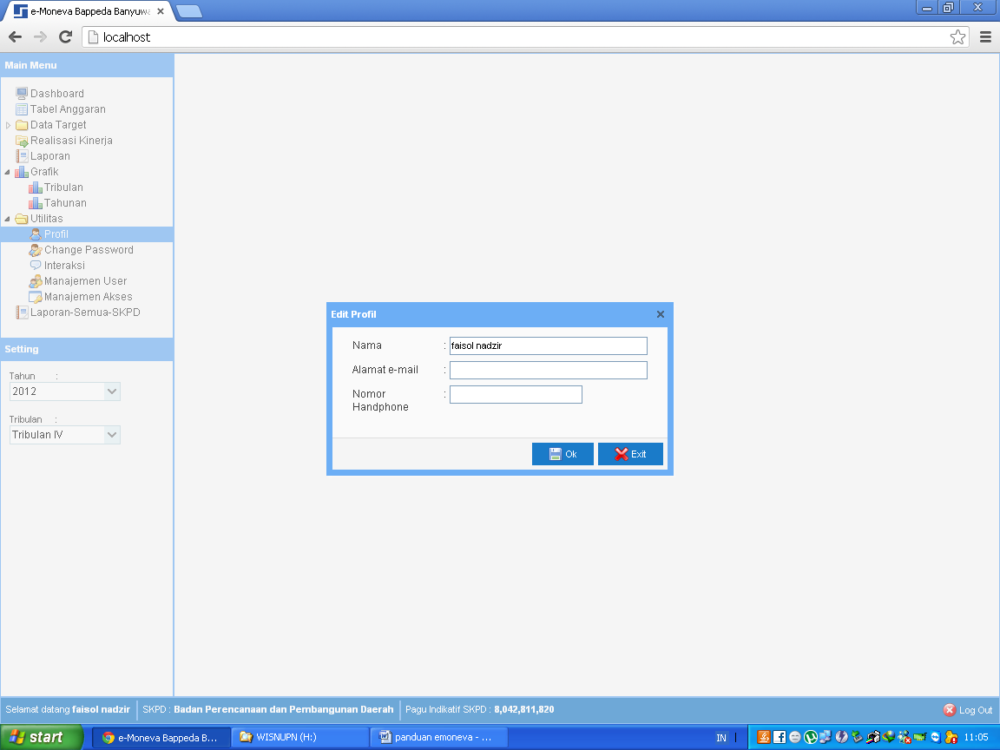 e-Moneva Bappeda Banyuwa
localhost
Main Menu
Dashboard
Tabel Anggaran
Data Target
Realisasi Kinerja
Laporan
Grafik
Tribulan
Tahunan
Utilitas
Profil
Change Password
Interaksi
Manajemen User
Manajemen Akses
Laporan-Semua-SKPD
Setting
Tahun :
2012
Tribulan :
Tribulan IV
Edit Profil
Nama : faisol nadzir
Alamat e-mail :
Nomor :
Handphone
Ok Exit
Selamat datang faisol nadzir SKPD : Badan Perencanaan dan Pembangunan Daerah Pagu Indikatif SKPD : 8,042,811,820 Log Out
start e-Moneva Bappeda B... WISNUPN (H:) panduan emoneva - ... IN 11:05